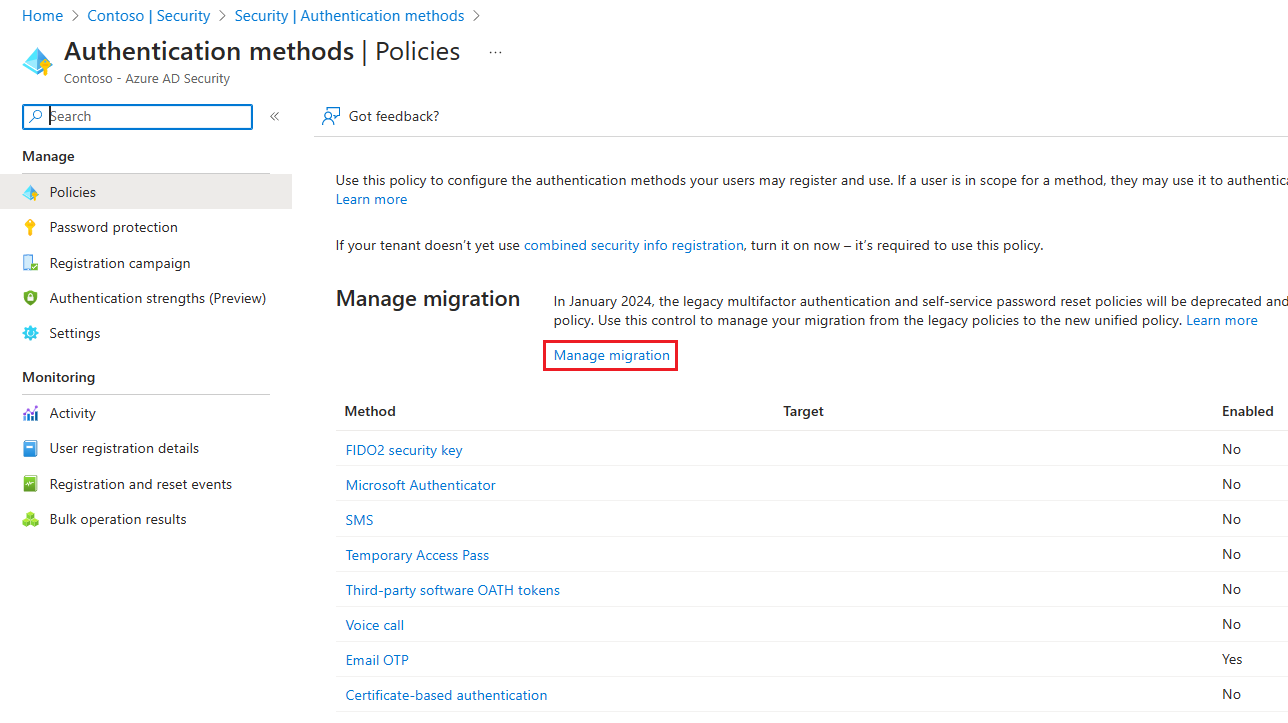 Home > Contoso | Security > Security | Authentication methods >
Authentication methods | Policies ...
Contoso - Azure AD Security
Search
«
Got feedback?
Manage
Policies
Password protection
Registration campaign
Authentication strengths (Preview)
Settings
Monitoring
Activity
User registration details
Registration and reset events
Bulk operation results
Use this policy to configure the authentication methods your users may register and use. If a user is in scope for a method, they may use it to authentica
Learn more
If your tenant doesn’t yet use combined security info registration, turn it on now – it’s required to use this policy.
Manage migration
In January 2024, the legacy multifactor authentication and self-service password reset policies will be deprecated and
policy. Use this control to manage your migration from the legacy policies to the new unified policy. Learn more
Manage migration
Method Target Enabled
FIDO2 security key No
Microsoft Authenticator No
SMS No
Temporary Access Pass No
Third-party software OATH tokens No
Voice call No
Email OTP Yes
Certificate-based authentication No